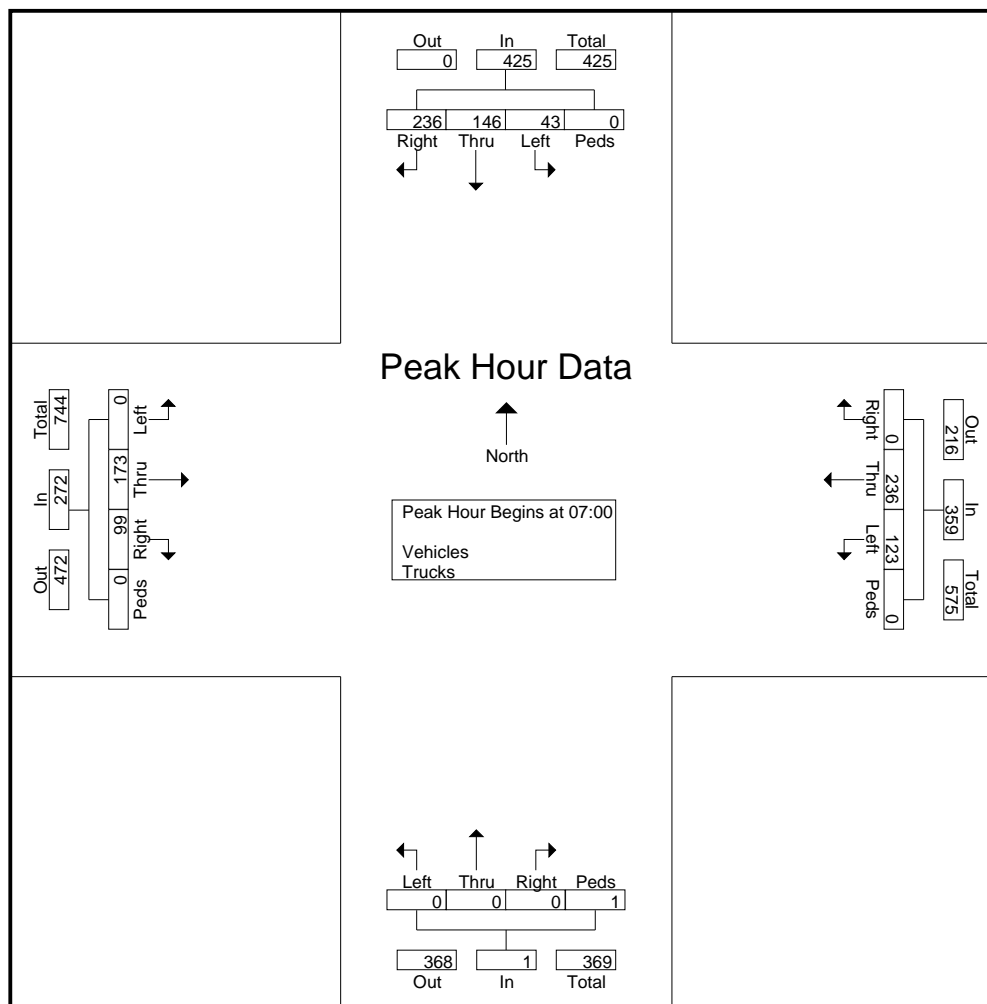 Out In Total
0 425 425
236 146 43 0
Right Thru Left Peds
Peak Hour Data
North
Peak Hour Begins at 07:00
Vehicles
Trucks
Total In Out
744 272 472
0 173 99 0
Left Thru Right Peds
Out In Total
216 359 575
0 236 123 0
Right Thru Left Peds
Left Thru Right Peds
0 0 0 1
368 1 369
Out In Total